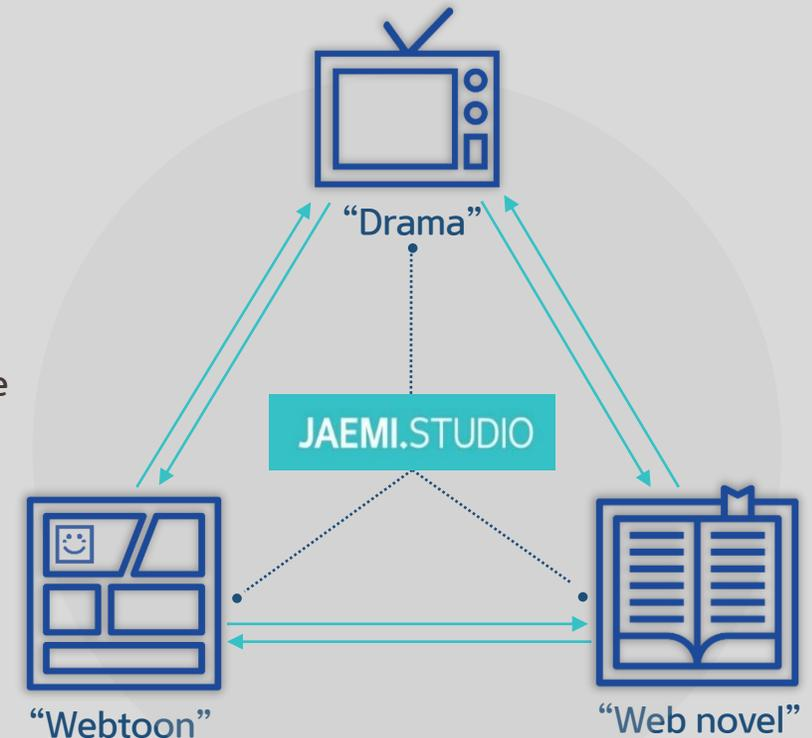 “Drama”
e
JAEMI.STUDIO
“Webtoon”
“Web novel”